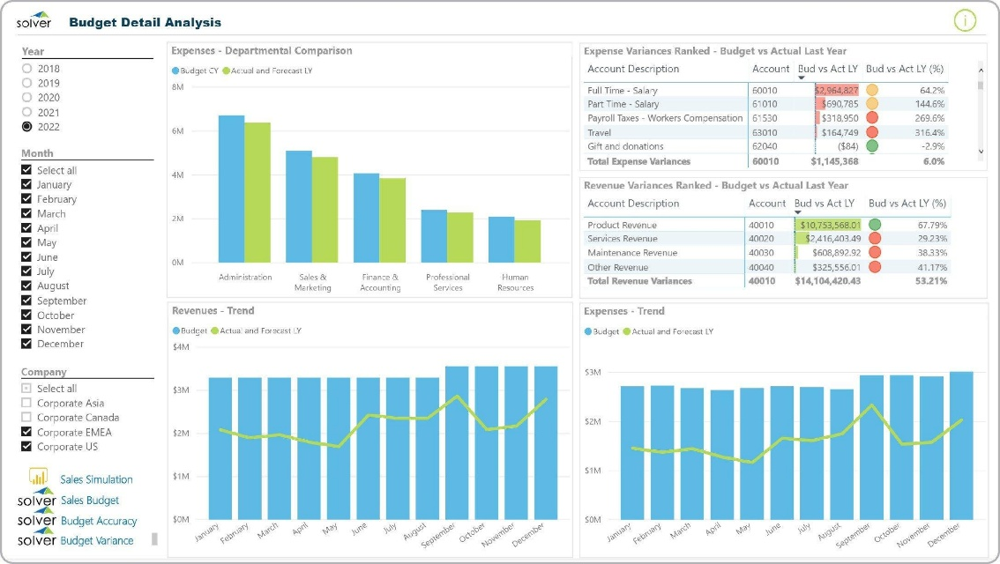 solver Budget Detail Analysis
i
Year
2018
2019
2020
2021
2022
Month
Select all
January
February
March
April
May
June
July
August
September
October
November
December
Company
Select all
Corporate Asia
Corporate Canada
Corporate EMEA
Corporate US
Sales Simulation
solver Sales Budget
solver Budget Accuracy
solver Budget Variance
Expenses - Departmental Comparison
Budget CY Actual and Forecast LY
8M
6M
4M
2M
0M
Administration Sales & Marketing Finance & Accounting Professional Services Human Resources
Expense Variances Ranked - Budget vs Actual Last Year
Account Description Account Bud vs Act LY Bud vs Act LY (%)
Full Time - Salary 60010 $2,964,827 64.2%
Part Time - Salary 61010 $690,785 144.6%
Payroll Taxes - Workers Compensation 61530 $318,950 269.6%
Travel 63010 $164,749 316.4%
Gift and donations 62040 ($84) -2.9%
Total Expense Variances 60010 $1,145,368 6.0%
Revenue Variances Ranked - Budget vs Actual Last Year
Account Description Account Bud vs Act LY Bud vs Act LY (%)
Product Revenue 40010 $10,753,568.01 67.79%
Services Revenue 40020 $2,416,403.49 29.23%
Maintenance Revenue 40030 $608,892.92 38.33%
Other Revenue 40040 $325,556.01 41.17%
Total Revenue Variances 40010 $14,104,420.43 53.21%
Revenues - Trend
Budget Actual and Forecast LY
$4M
$3M
$2M
$1M
$0M
January February March April May June July August September October November December
Expenses - Trend
Budget Actual and Forecast LY
$3M
$2M
$1M
$0M
January February March April May June July August September October November December